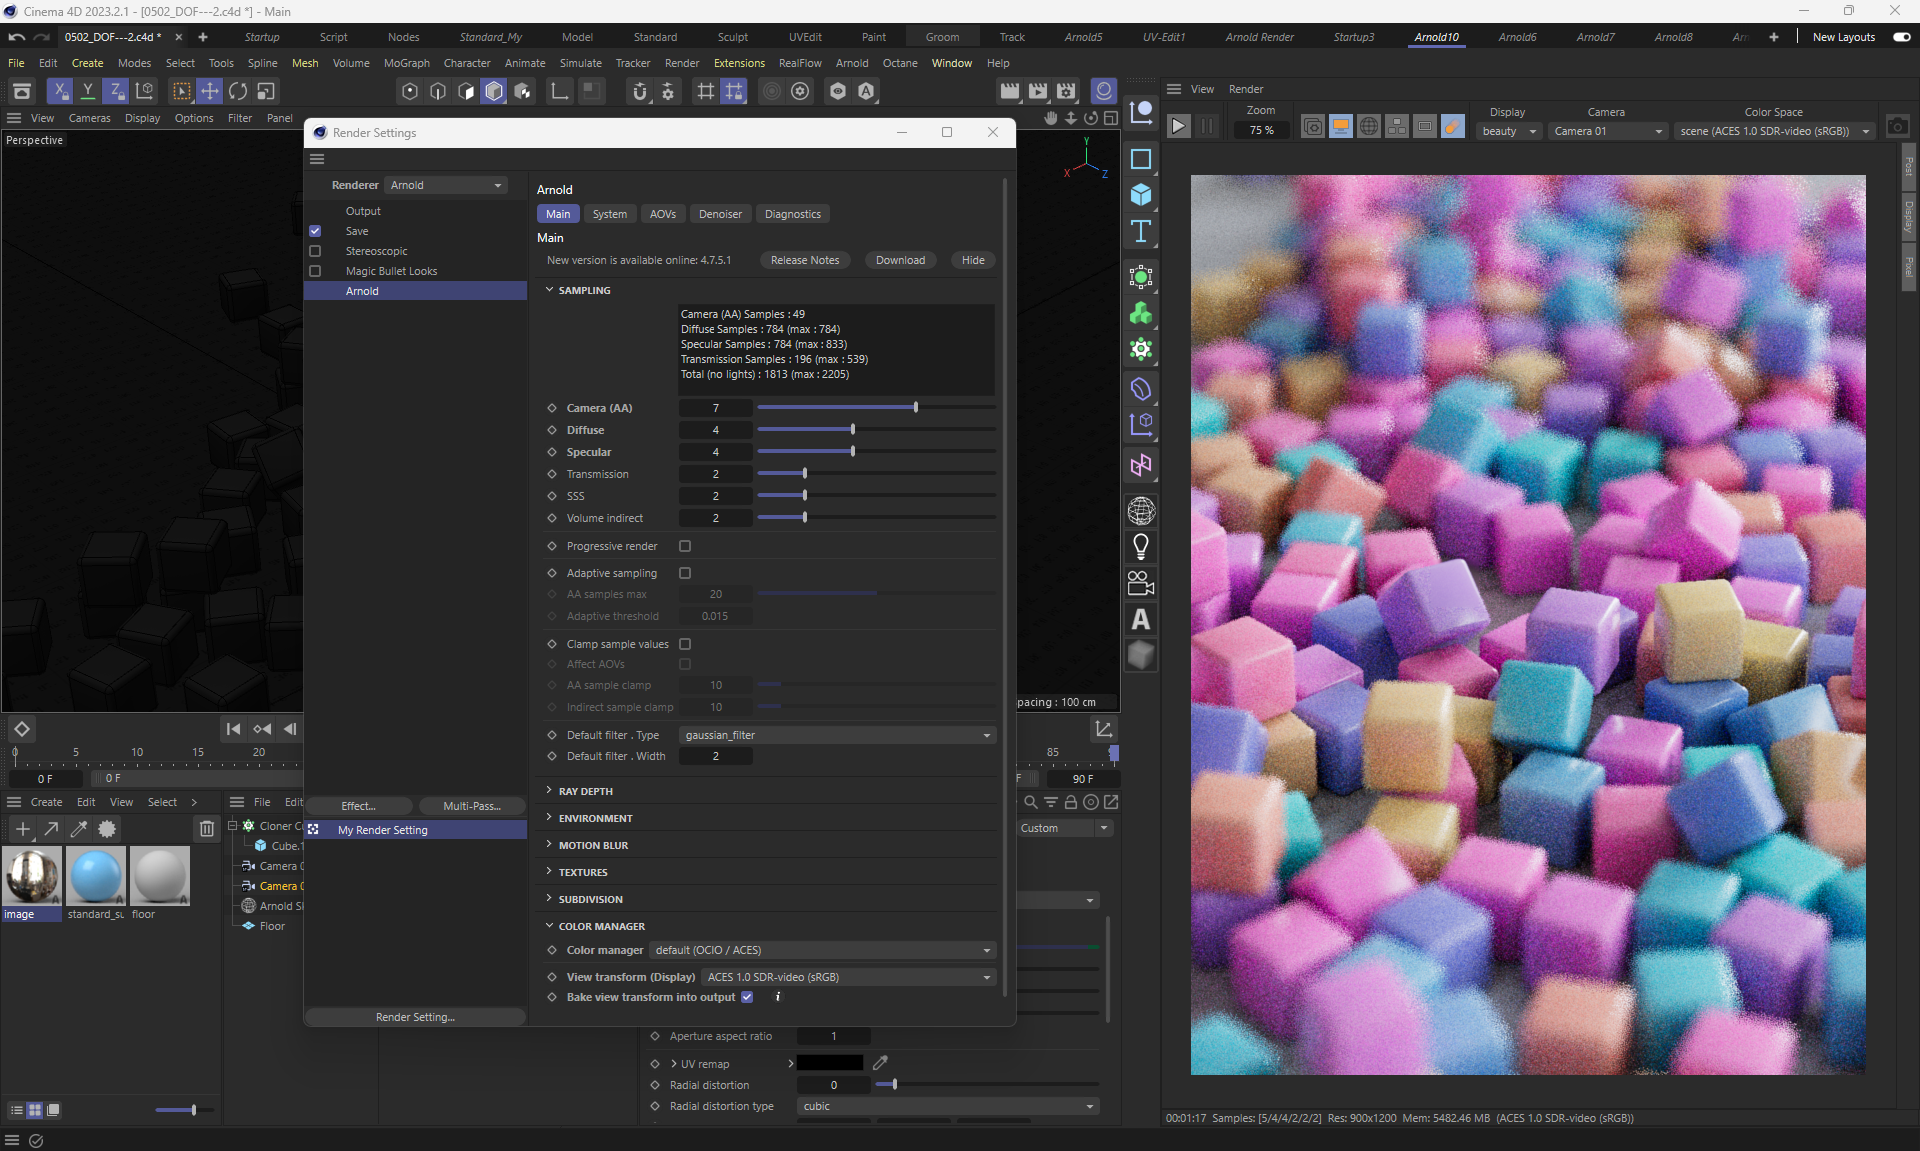 Cinema 4D 2023.2.1 - [0502_DOF---2.c4d *] - Main
0502_DOF---2.c4d *
Startup
Script
Nodes
Standard_My
Model
Standard
Sculpt
UVEdit
Paint
Groom
Track
Arnold5
UV-Edit1
Arnold Render
Startup3
Arnold10
Arnold6
Arnold7
Arnold8
New Layouts
File Edit Create Modes Select Tools Spline Mesh Volume MoGraph Character Animate Simulate Tracker Render Extensions RealFlow Arnold Octane Window Help
View Cameras Display Options Filter Panel
Perspective
Render Settings
Renderer
Arnold
Output
Save
Stereoscopic
Magic Bullet Looks
Arnold
Effect...
Multi-Pass...
My Render Setting
Render Setting...
Arnold
Main
System
AOVs
Denoiser
Diagnostics
Main
New version is available online: 4.7.5.1
Release Notes
Download
Hide
SAMPLING
Camera (AA) Samples : 49
Diffuse Samples : 784 (max : 784)
Specular Samples : 784 (max : 833)
Transmission Samples : 196 (max : 539)
Total (no lights) : 1813 (max : 2205)
Camera (AA) 7
Diffuse 4
Specular 4
Transmission 2
SSS 2
Volume indirect 2
Progressive render
Adaptive sampling
AA samples max 20
Adaptive threshold 0.015
Clamp sample values
Affect AOVs
AA sample clamp 10
Indirect sample clamp 10
Default filter . Type gaussian_filter
Default filter . Width 2
RAY DEPTH
ENVIRONMENT
MOTION BLUR
TEXTURES
SUBDIVISION
COLOR MANAGER
Color manager default (OCIO / ACES)
View transform (Display) ACES 1.0 SDR-video (sRGB)
Bake view transform into output
X
Y
Z
pacing : 100 cm
0 5 10 15 20
85
0 F
0 F
90 F
Create Edit View Select
File Edit
image
standard_su
floor
Cloner
Cube.1
Camera
Camera
Arnold
Floor
Custom
Aperture aspect ratio 1
UV remap
Radial distortion 0
Radial distortion type cubic
View Render
Zoom
75 %
Display
beauty
Camera
Camera 01
Color Space
scene (ACES 1.0 SDR-video (sRGB))
Post
Display
Pixel
00:01:17 Samples: [5/4/4/2/2/2] Res: 900x1200 Mem: 5482.46 MB (ACES 1.0 SDR-video (sRGB))